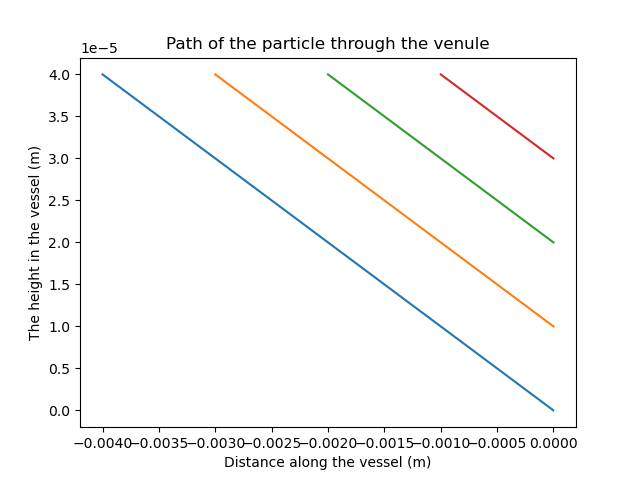 Path of the particle through the venule
1e−5
4.0
3.5
3.0
2.5
2.0
1.5
1.0
0.5
0.0
The height in the vessel (m)
−0.0040 −0.0035 −0.0030 −0.0025 −0.0020 −0.0015 −0.0010 −0.0005 0.0000
Distance along the vessel (m)